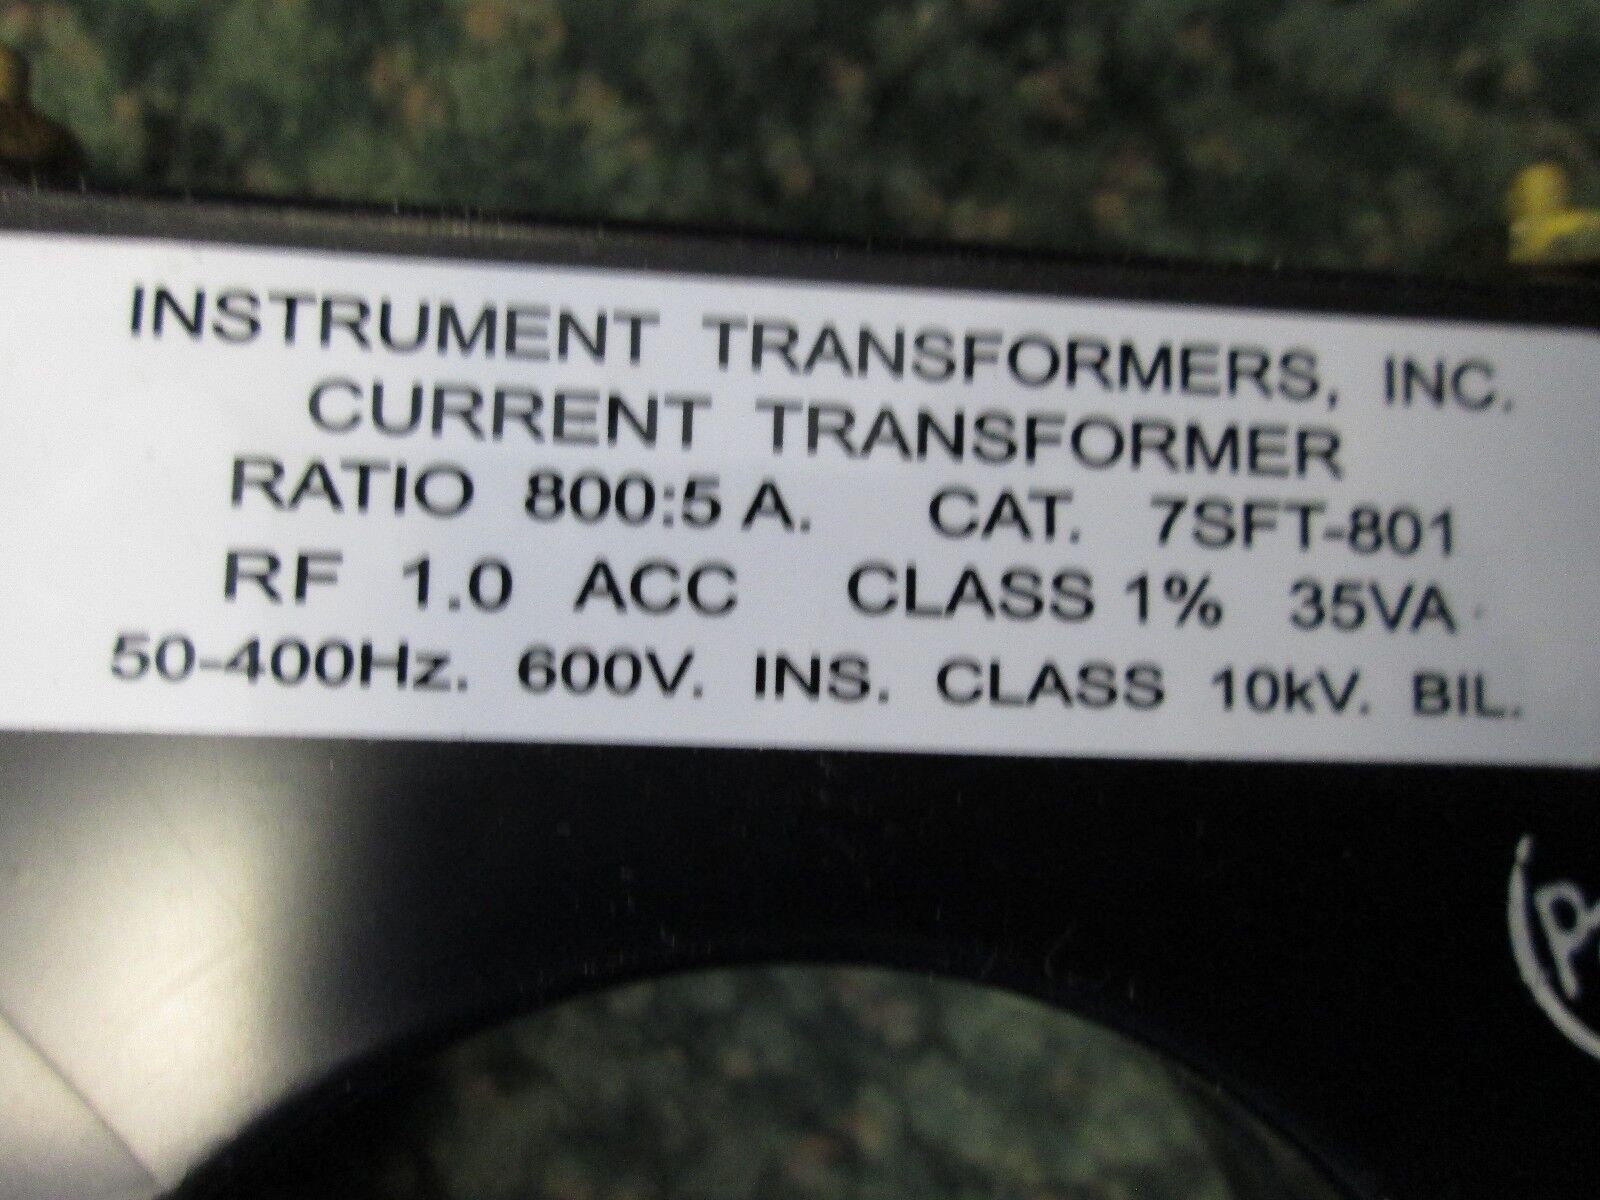 INSTRUMENT TRANSFORMERS, INC.
CURRENT TRANSFORMER
RATIO 800:5 A. CAT. 7SFT-801
RF 1.0 ACC CLASS 1% 35VA
50-400Hz. 600V. INS. CLASS 10kV. BIL.